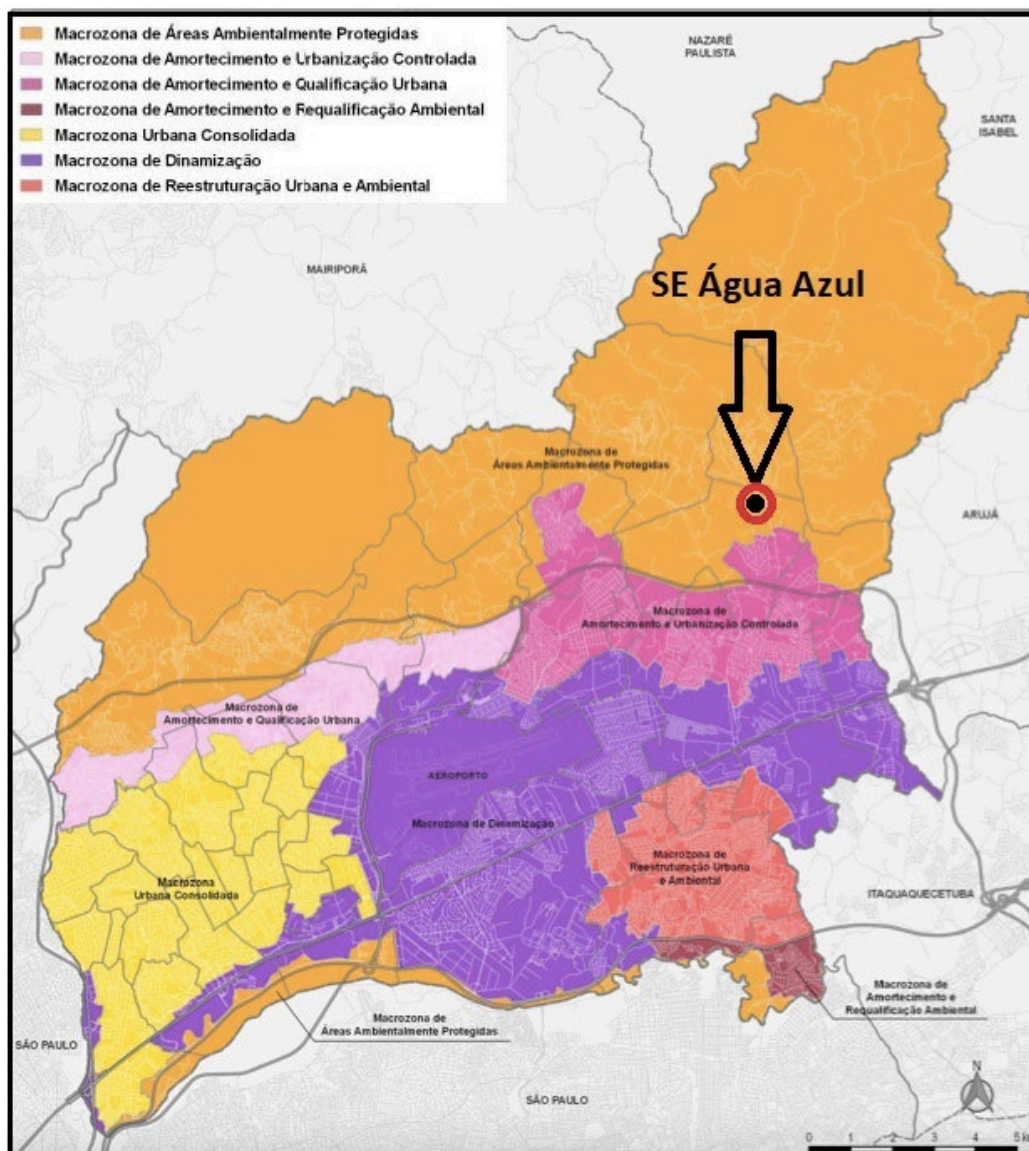 Macrozona de Áreas Ambientalmente Protegidas
Macrozona de Amortecimento e Urbanização Controlada
Macrozona de Amortecimento e Qualificação Urbana
Macrozona de Amortecimento e Requalificação Ambiental
Macrozona Urbana Consolidada
Macrozona de Dinamização
Macrozona de Reestruturação Urbana e Ambiental
NAZARÉ
PAULISTA
SANTA
ISABEL
MAIRIPORÃ
SE Água Azul
Macrozona de
Áreas Ambientalmente Protegidas
ARUJÁ
Macrozona de
Amortecimento e Urbanização Controlada
Macrozona de
Amortecimento e Qualificação Urbana
AEROPORTO
Macrozona de Dinamização
Macrozona de
Reestruturação Urbana
e Ambiental
Macrozona
Urbana Consolidada
ITAQUAQUECETUBA
Macrozona de
Amortecimento e
Requalificação Ambiental
Macrozona de
Áreas Ambientalmente Protegidas
SÃO PAULO
SÃO PAULO
N
0 1 2 3 4 5 k